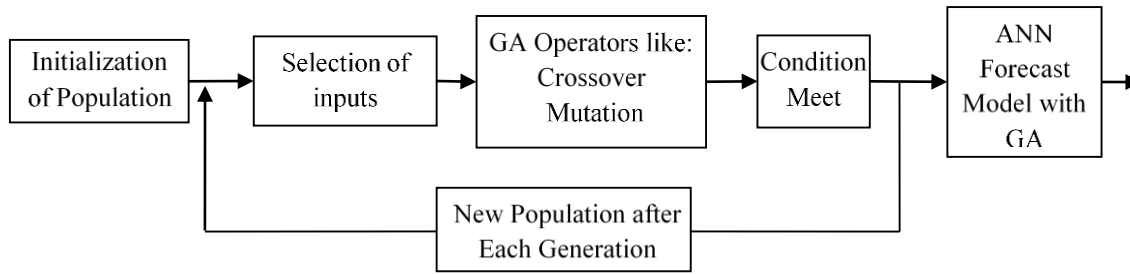 Initialization
of Population
Selection of
inputs
GA Operators like:
Crossover
Mutation
Condition
Meet
ANN
Forecast
Model with
GA
New Population after
Each Generation